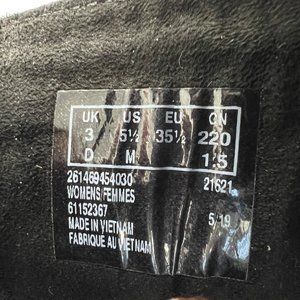 UK US EU CN
3 5½ 35½ 220
D M 1.5
261469454030 21621
WOMENS/FEMMES
61152367 5/19
MADE IN VIETNAM
FABRIQUE AU VIETNAM